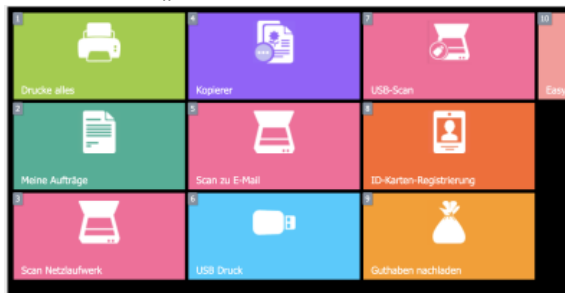 1
Drucke alles
4
Kopierer
7
USB-Scan
10
Easy
2
Meine Aufträge
5
Scan zu E-Mail
8
ID-Karten-Registrierung
3
Scan Netzlaufwerk
6
USB Druck
9
Guthaben nachladen